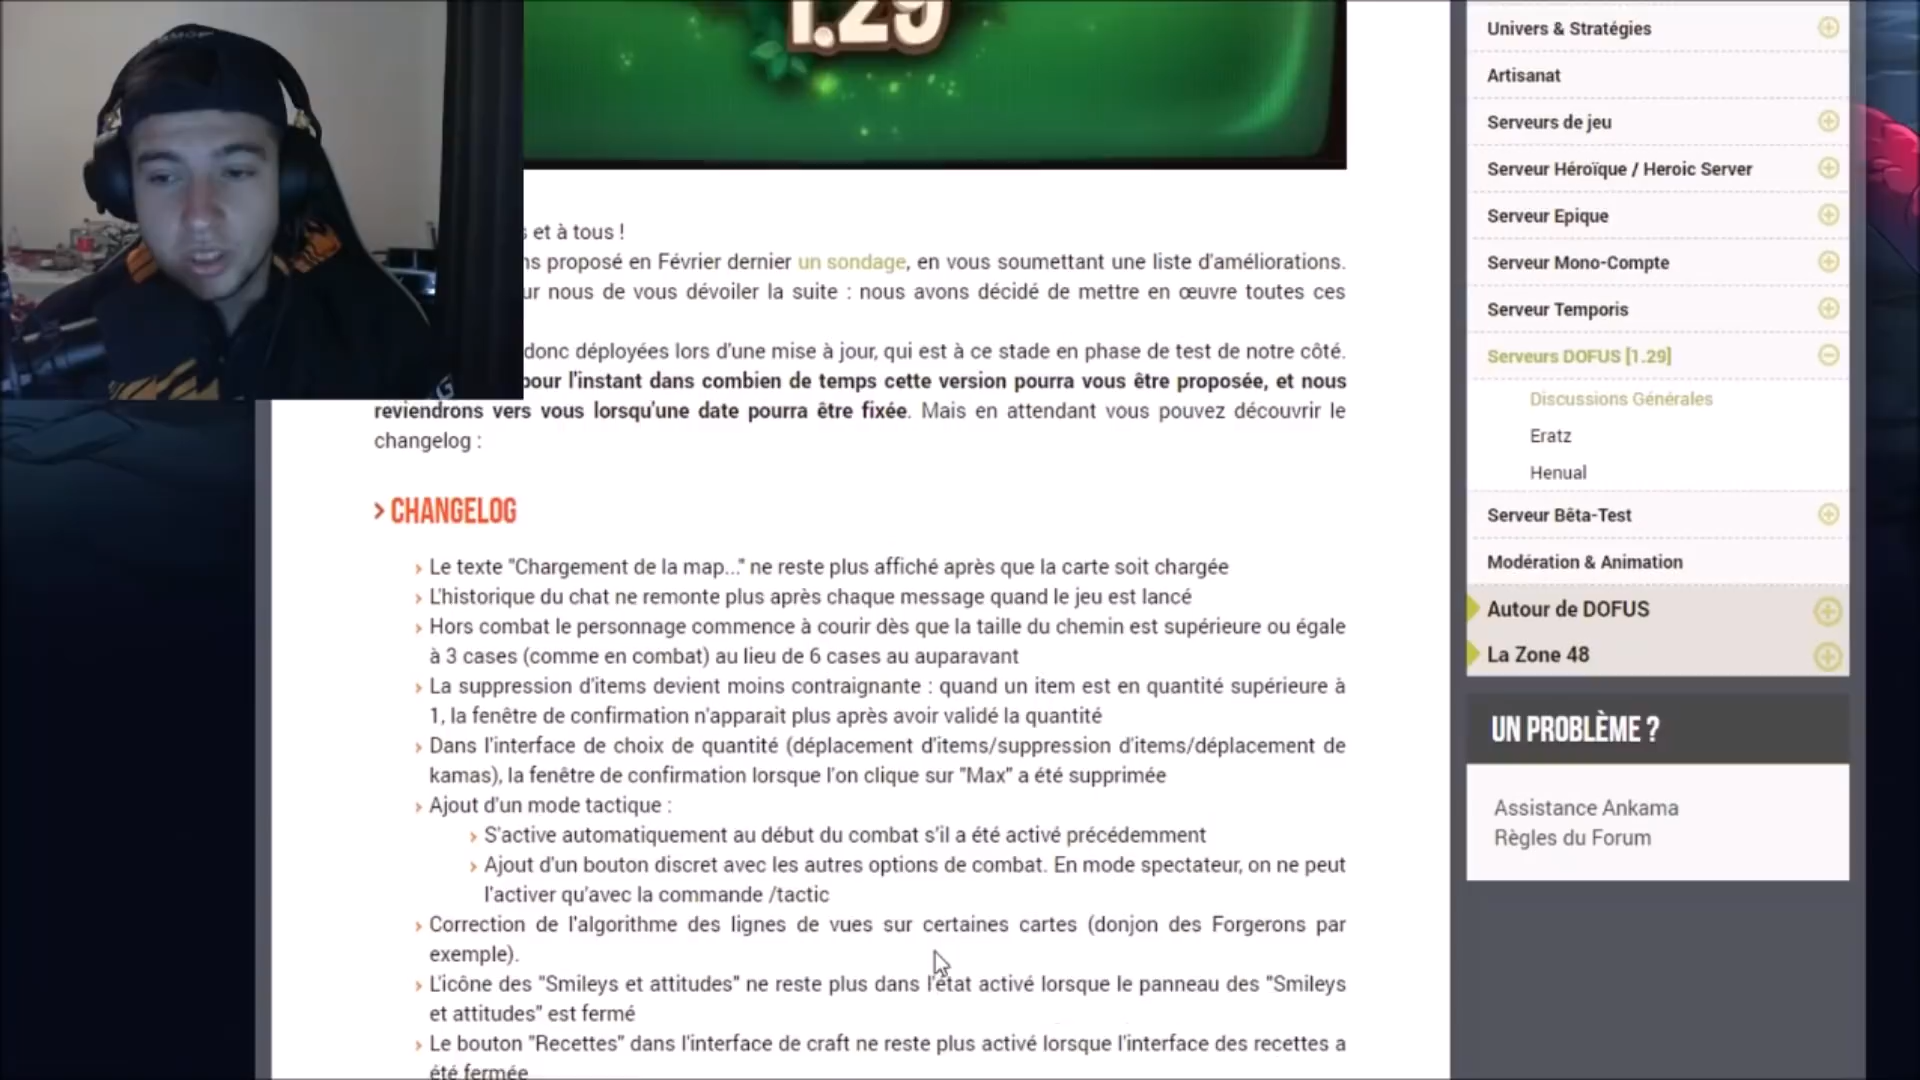 1.29
s et à tous !
ns proposé en Février dernier un sondage, en vous soumettant une liste d'améliorations.
ur nous de vous dévoiler la suite : nous avons décidé de mettre en œuvre toutes ces
donc déployées lors d'une mise à jour, qui est à ce stade en phase de test de notre côté.
pour l'instant dans combien de temps cette version pourra vous être proposée, et nous
reviendrons vers vous lorsqu'une date pourra être fixée. Mais en attendant vous pouvez découvrir le
changelog :
> CHANGELOG
› Le texte "Chargement de la map..." ne reste plus affiché après que la carte soit chargée
› L'historique du chat ne remonte plus après chaque message quand le jeu est lancé
› Hors combat le personnage commence à courir dès que la taille du chemin est supérieure ou égale
à 3 cases (comme en combat) au lieu de 6 cases au auparavant
› La suppression d'items devient moins contraignante : quand un item est en quantité supérieure à
1, la fenêtre de confirmation n'apparait plus après avoir validé la quantité
› Dans l'interface de choix de quantité (déplacement d'items/suppression d'items/déplacement de
kamas), la fenêtre de confirmation lorsque l'on clique sur "Max" a été supprimée
› Ajout d'un mode tactique :
› S'active automatiquement au début du combat s'il a été activé précédemment
› Ajout d'un bouton discret avec les autres options de combat. En mode spectateur, on ne peut
l'activer qu'avec la commande /tactic
› Correction de l'algorithme des lignes de vues sur certaines cartes (donjon des Forgerons par
exemple).
› L'icône des "Smileys et attitudes" ne reste plus dans l'état activé lorsque le panneau des "Smileys
et attitudes" est fermé
› Le bouton "Recettes" dans l'interface de craft ne reste plus activé lorsque l'interface des recettes a
été fermée
Univers & Stratégies
Artisanat
Serveurs de jeu
Serveur Héroïque / Heroic Server
Serveur Epique
Serveur Mono-Compte
Serveur Temporis
Serveurs DOFUS [1.29]
Discussions Générales
Eratz
Henual
Serveur Bêta-Test
Modération & Animation
Autour de DOFUS
La Zone 48
UN PROBLÈME ?
Assistance Ankama
Règles du Forum